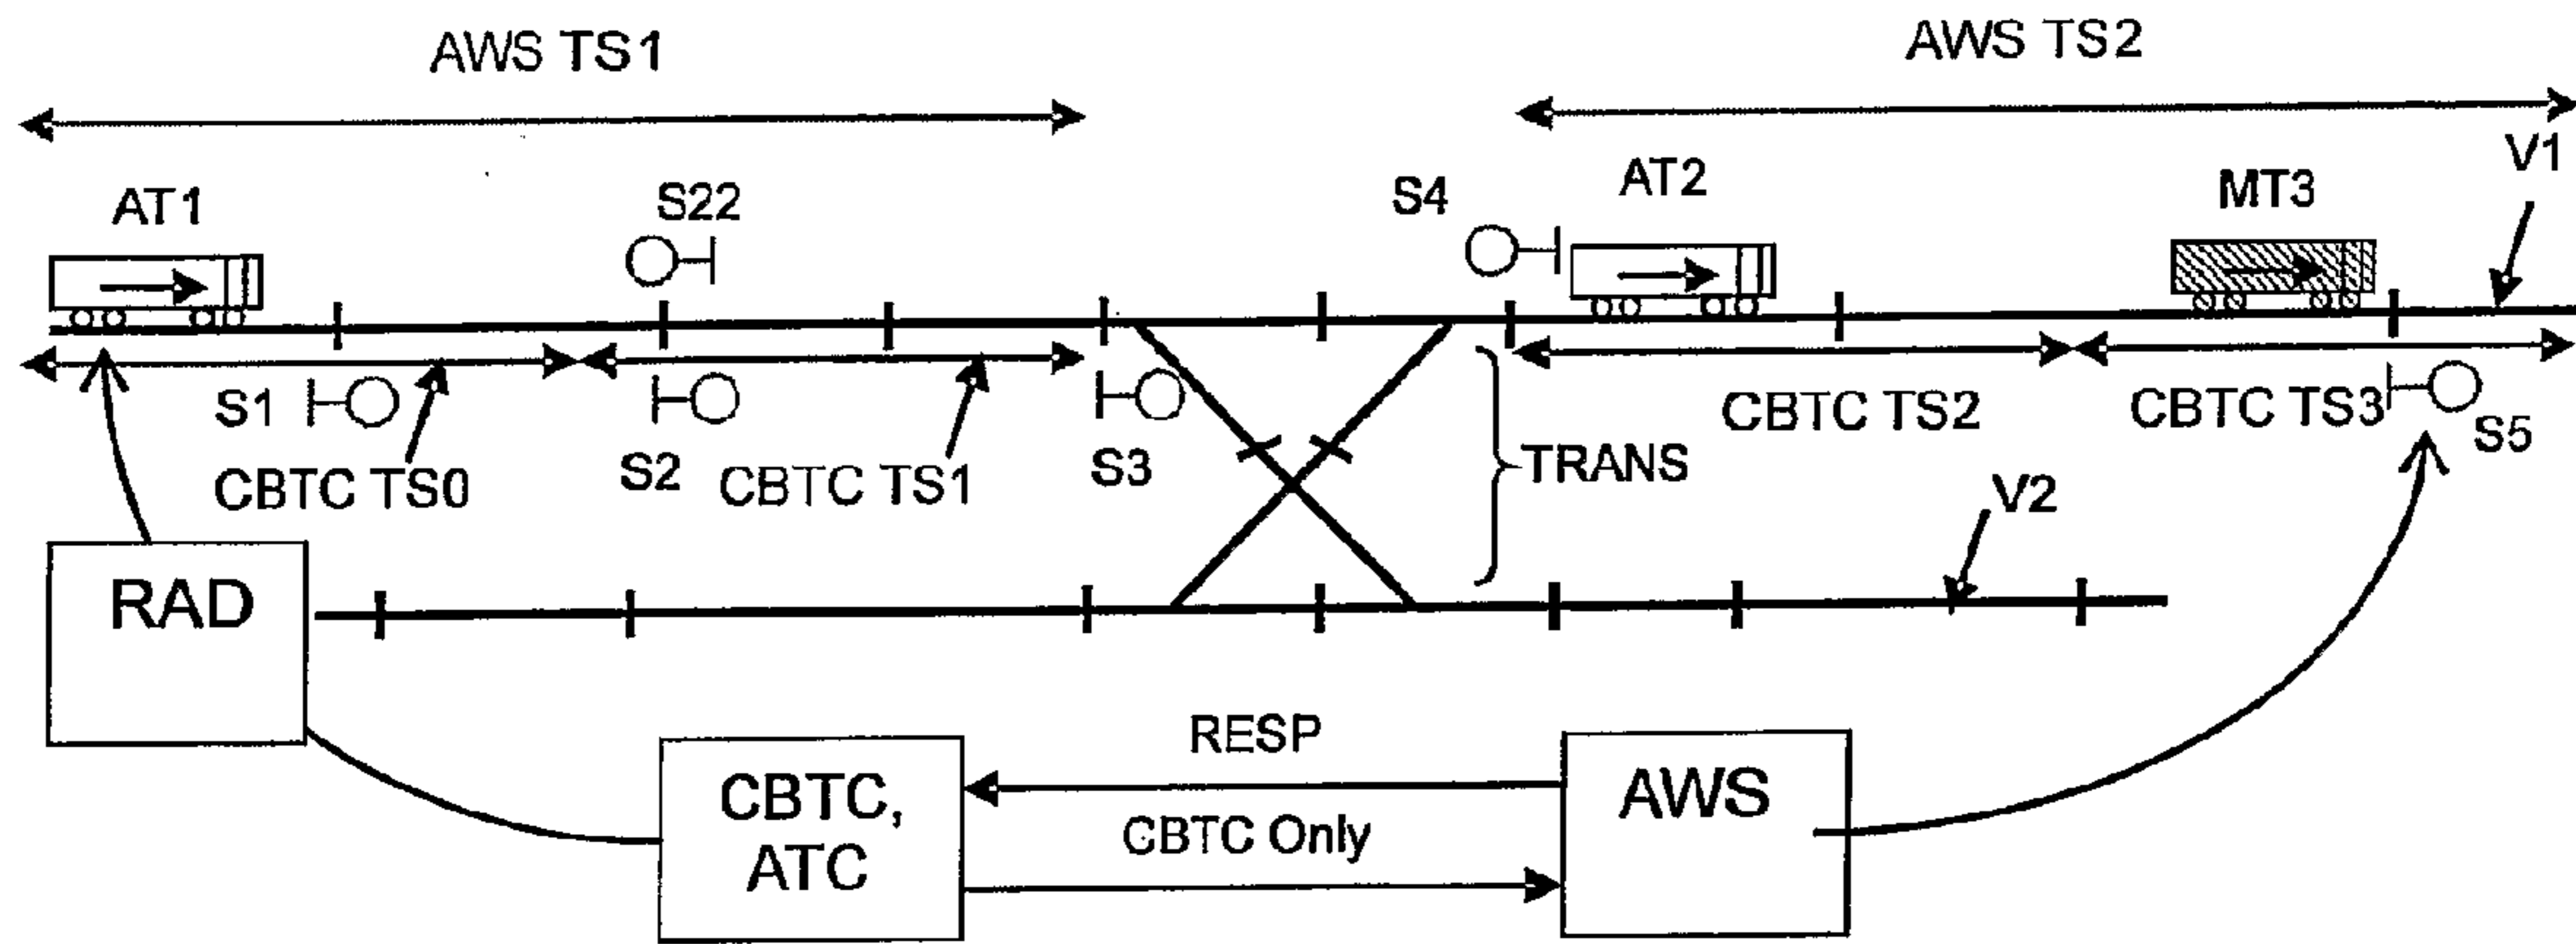 AWS TS1
AWS TS2
V1
AT1
S22
S4
AT2
MT3
S1
S2
S3
CBTC TS0
CBTC TS1
TRANS
CBTC TS2
CBTC TS3
S5
V2
RAD
RESP
CBTC,
ATC
CBTC Only
AWS